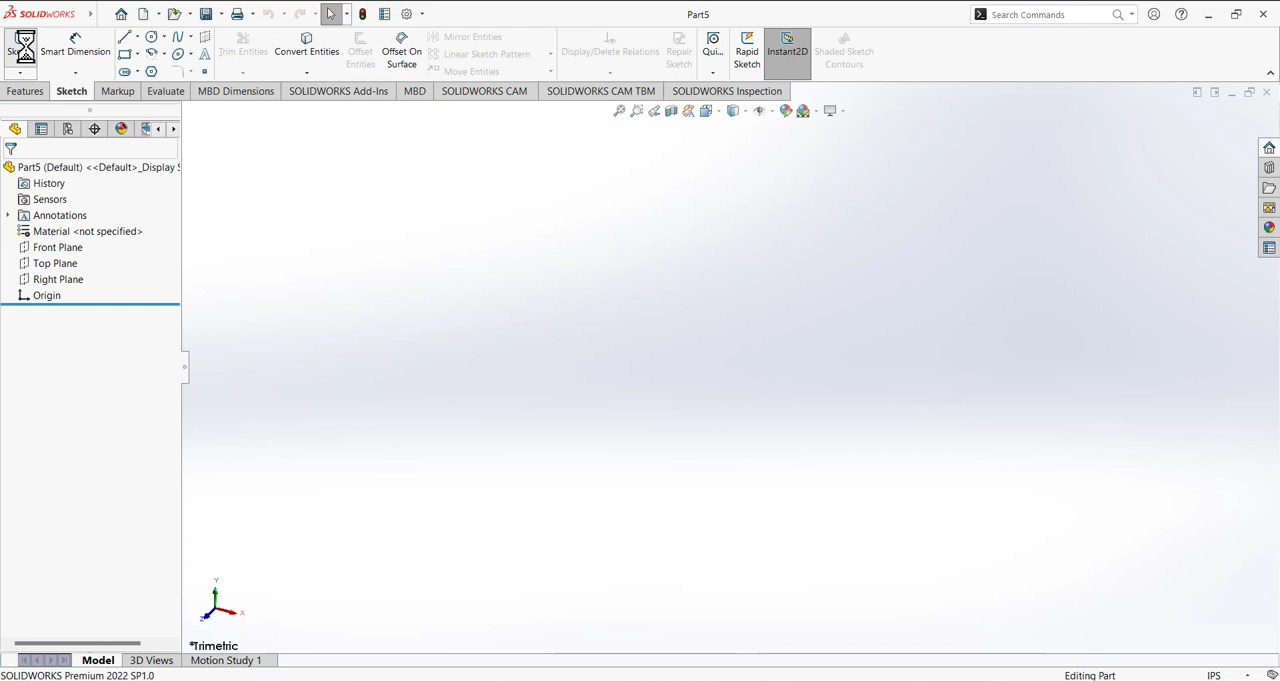 SOLIDWORKS
Part5
Search Commands
Smart Dimension
Trim Entities
Convert Entities
Offset Entities
Offset On Surface
Mirror Entities
Linear Sketch Pattern
Move Entities
Display/Delete Relations
Repair Sketch
Qui...
Rapid Sketch
Instant2D
Shaded Sketch Contours
Features
Sketch
Markup
Evaluate
MBD Dimensions
SOLIDWORKS Add-Ins
MBD
SOLIDWORKS CAM
SOLIDWORKS CAM TBM
SOLIDWORKS Inspection
Part5 (Default) <<Default>_Display S
History
Sensors
Annotations
Material <not specified>
Front Plane
Top Plane
Right Plane
Origin
Y
X
Z
*Trimetric
Model
3D Views
Motion Study 1
SOLIDWORKS Premium 2022 SP1.0
Editing Part
IPS